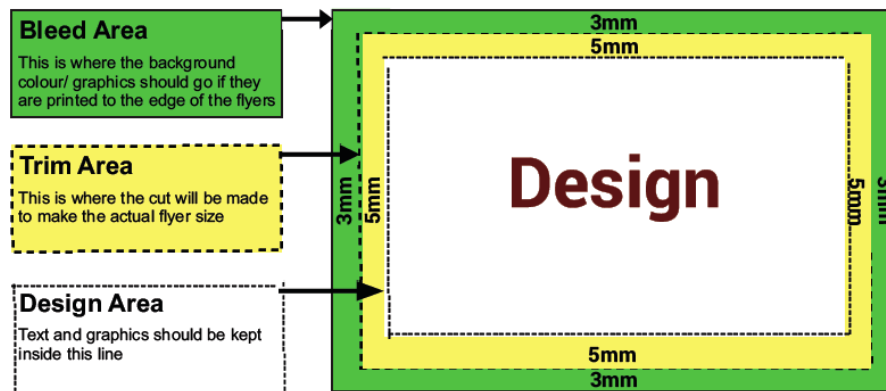 Bleed Area
This is where the background
colour/ graphics should go if they
are printed to the edge of the flyers
Trim Area
This is where the cut will be made
to make the actual flyer size
Design Area
Text and graphics should be kept
inside this line
3mm
5mm
3mm
5mm
Design
5mm
3mm
5mm
3mm